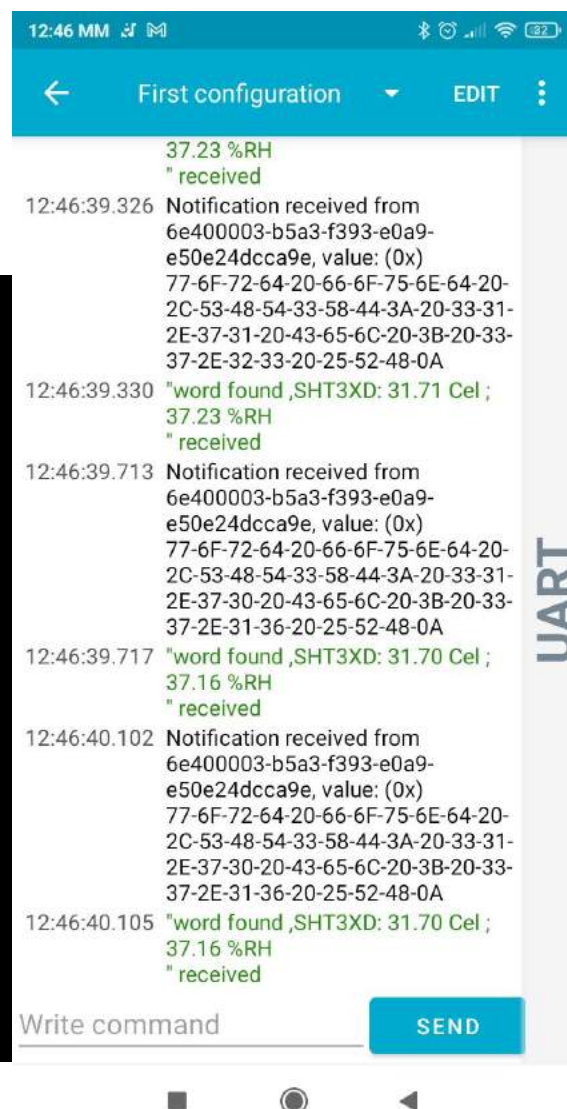 12:46 MM
32
First configuration
EDIT
37.23 %RH
" received
12:46:39.326 Notification received from
6e400003-b5a3-f393-e0a9-
e50e24dcca9e, value: (0x)
77-6F-72-64-20-66-6F-75-6E-64-20-
2C-53-48-54-33-58-44-3A-20-33-31-
2E-37-31-20-43-65-6C-20-3B-20-33-
37-2E-32-33-20-25-52-48-0A
12:46:39.330 "word found ,SHT3XD: 31.71 Cel ;
37.23 %RH
" received
12:46:39.713 Notification received from
6e400003-b5a3-f393-e0a9-
e50e24dcca9e, value: (0x)
77-6F-72-64-20-66-6F-75-6E-64-20-
2C-53-48-54-33-58-44-3A-20-33-31-
2E-37-30-20-43-65-6C-20-3B-20-33-
37-2E-31-36-20-25-52-48-0A
12:46:39.717 "word found ,SHT3XD: 31.70 Cel ;
37.16 %RH
" received
12:46:40.102 Notification received from
6e400003-b5a3-f393-e0a9-
e50e24dcca9e, value: (0x)
77-6F-72-64-20-66-6F-75-6E-64-20-
2C-53-48-54-33-58-44-3A-20-33-31-
2E-37-30-20-43-65-6C-20-3B-20-33-
37-2E-31-36-20-25-52-48-0A
12:46:40.105 "word found ,SHT3XD: 31.70 Cel ;
37.16 %RH
" received
UART
Write command
SEND